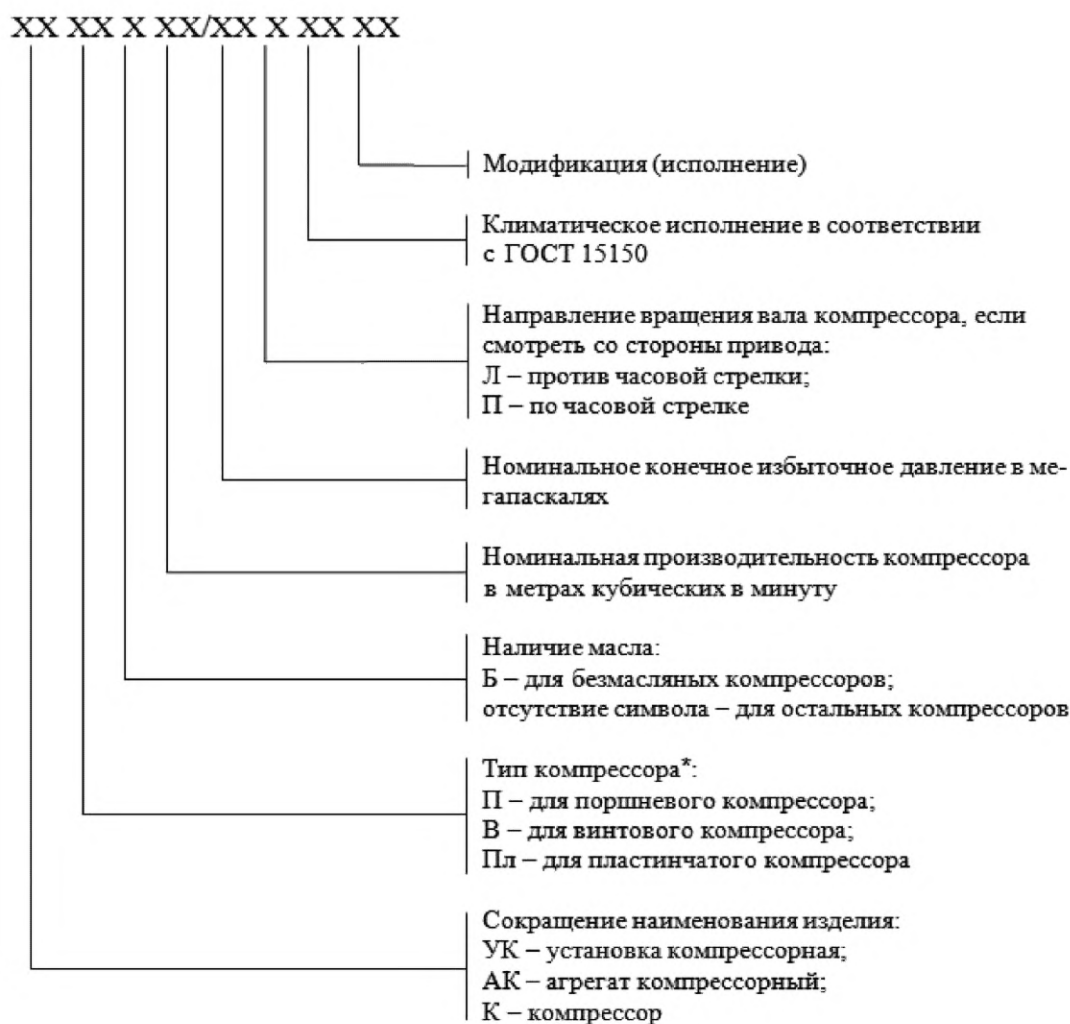 XX XX X XX/XX X XX XX
Модификация (исполнение)
Климатическое исполнение в соответствии
с ГОСТ 15150
Направление вращения вала компрессора, если
смотреть со стороны привода:
Л – против часовой стрелки;
П – по часовой стрелке
Номинальное конечное избыточное давление в ме-
гапаскалях
Номинальная производительность компрессора
в метрах кубических в минуту
Наличие масла:
Б – для безмасляных компрессоров;
отсутствие символа – для остальных компрессоров
Тип компрессора*:
П – для поршневого компрессора;
В – для винтового компрессора;
Пл – для пластинчатого компрессора
Сокращение наименования изделия:
УК – установка компрессорная;
АК – агрегат компрессорный;
К – компрессор